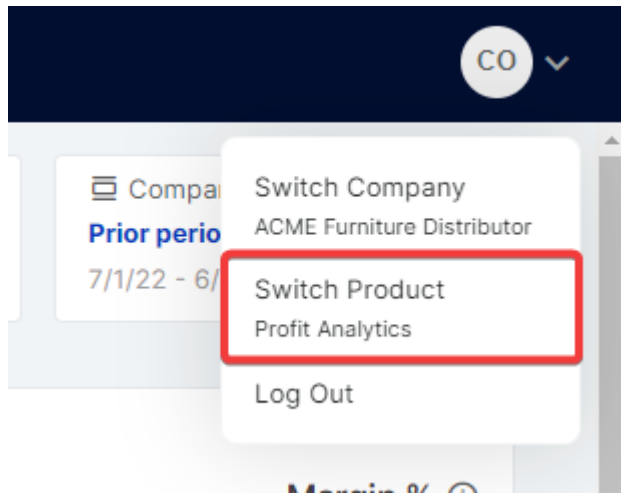 CO
Compa
Switch Company
Prior perio
ACME Furniture Distributor
7/1/22 - 6/
Switch Product
Profit Analytics
Log Out
Margin %